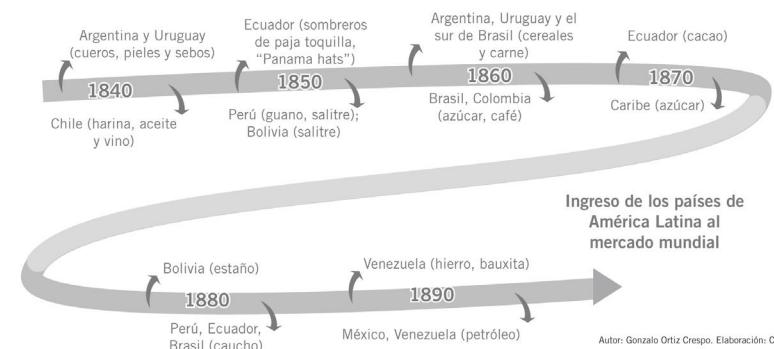 Argentina y Uruguay
(cueros, pieles y sebos)
1840
Chile (harina, aceite
y vino)
Ecuador (sombreros
de paja toquilla,
“Panama hats”)
1850
Perú (guano, salitre);
Bolivia (salitre)
Argentina, Uruguay y el
sur de Brasil (cereales
y carne)
1860
Brasil, Colombia
(azúcar, café)
Ecuador (cacao)
1870
Caribe (azúcar)
Ingreso de los países de
América Latina al
mercado mundial
Bolivia (estaño)
1880
Perú, Ecuador,
Brasil (caucho)
Venezuela (hierro, bauxita)
1890
México, Venezuela (petróleo)
Autor: Gonzalo Ortiz Crespo. Elaboración: